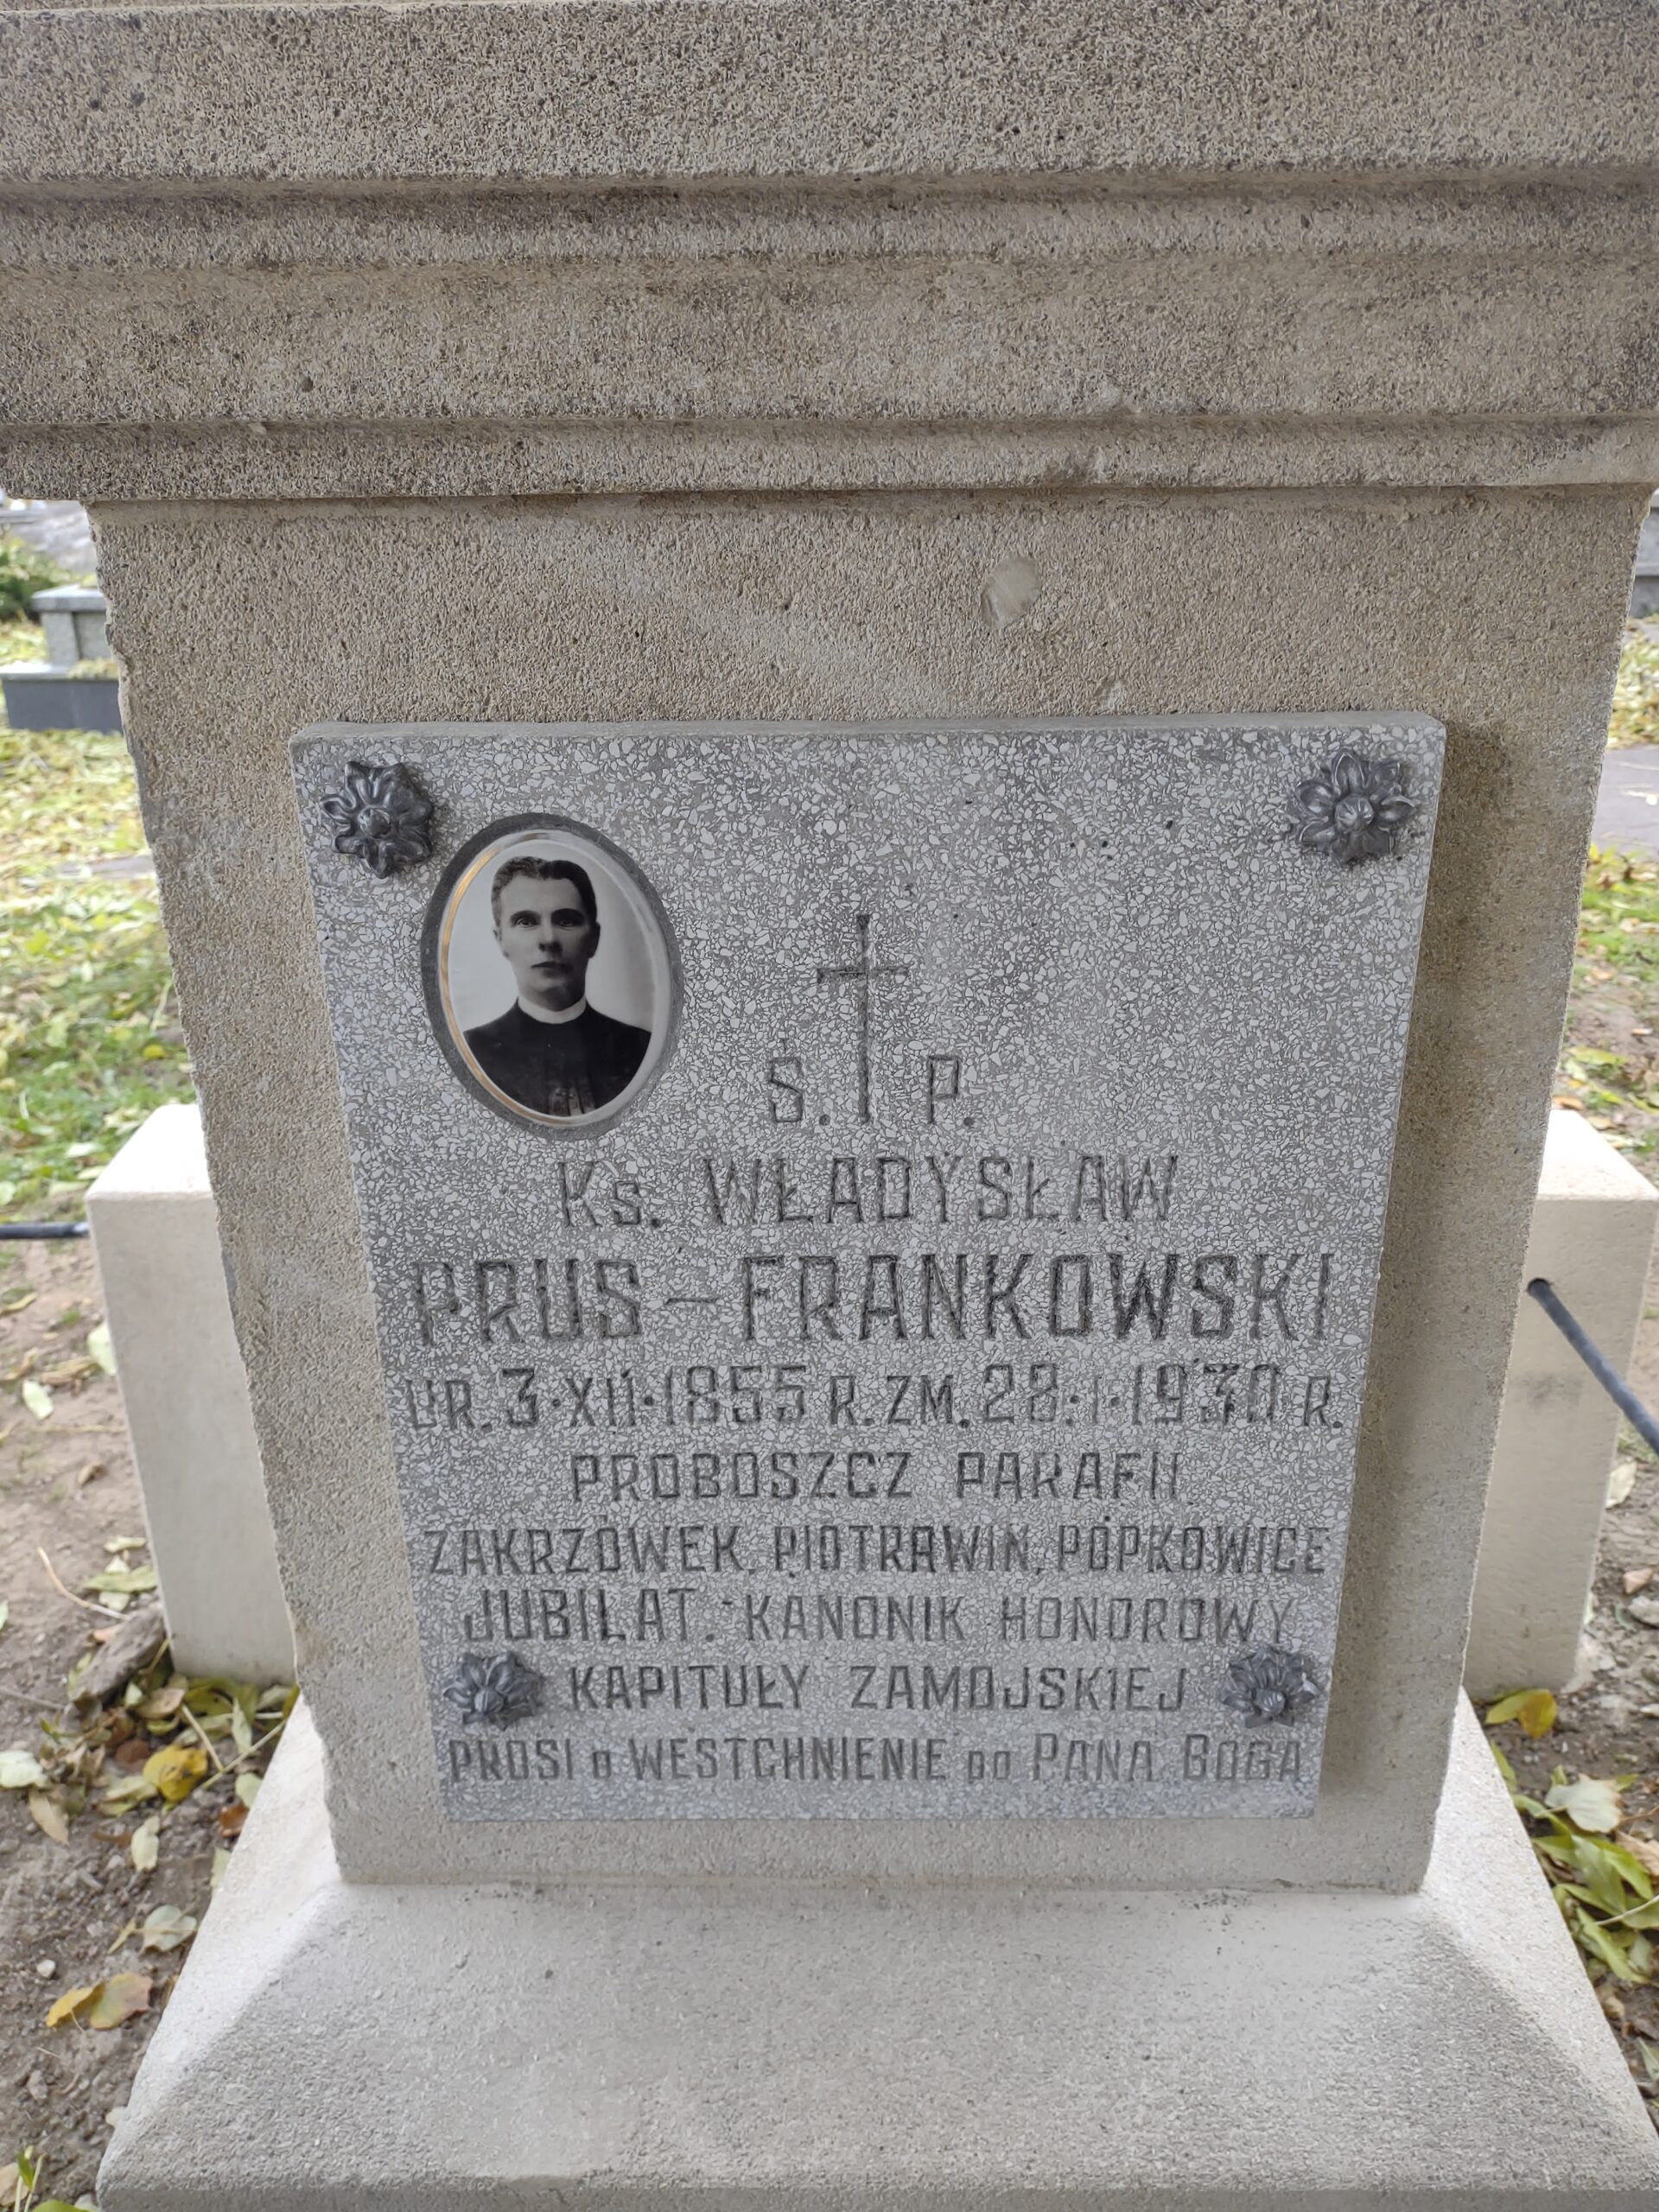 Ś. P.
Ks. WŁADYSŁAW
PRUS-FRANKOWSKI
UR. 3·XII·1855 R. ZM. 28·I·1930 R.
PROBOSZCZ PARAFII
ZAKRZÓWEK, PIOTRAWIN, POPKOWICE
JUBILAT. KANONIK HONOROWY
KAPITUŁY ZAMOJSKIEJ
PROSI o WESTCHNIENIE DO PANA BOGA